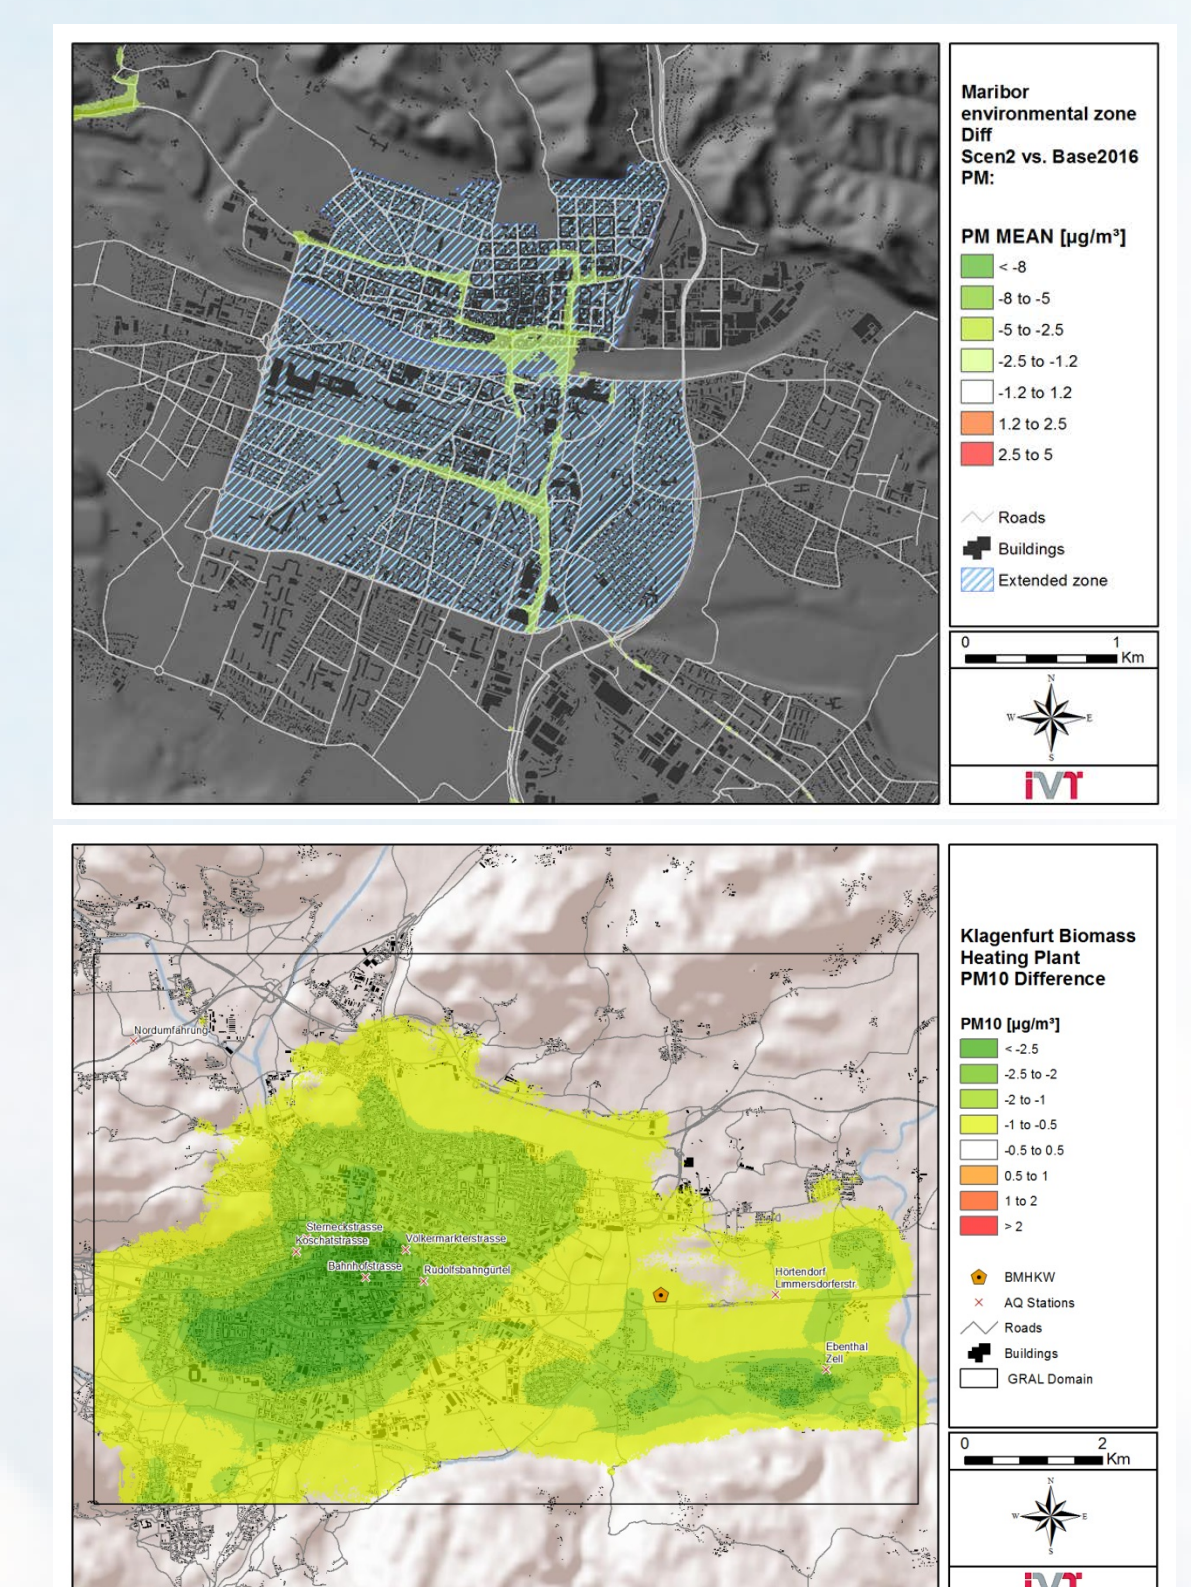 Maribor
environmental zone
Diff
Scen2 vs. Base2016
PM:
PM MEAN [µg/m³]
< -8
-8 to -5
-5 to -2.5
-2.5 to -1.2
-1.2 to 1.2
1.2 to 2.5
2.5 to 5
Roads
Buildings
Extended zone
0 1
Km
N
W E
S
iVT
Klagenfurt Biomass
Heating Plant
PM10 Difference
PM10 [µg/m³]
< -2.5
-2.5 to -2
-2 to -1
-1 to -0.5
-0.5 to 0.5
0.5 to 1
1 to 2
> 2
BMHKW
AQ Stations
Roads
Buildings
GRAL Domain
0 2
Km
N
W E
S
iVT
Nordumfahrung
Sterneckstrasse
Koschatstrasse
Völkermarkterstrasse
Bahnhofstrasse
Rudolfsbahngürtel
Hörtendorf
Limmersdorferstr.
Ebenthal
Zell